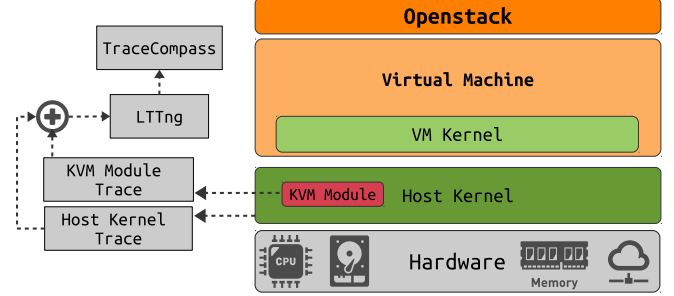 Openstack
TraceCompass
Virtual Machine
LTTng
VM Kernel
KVM Module
Trace
KVM Module
Host Kernel
Host Kernel
Trace
CPU
Hardware
Memory